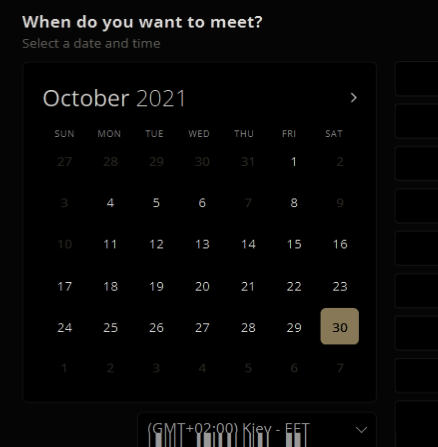 When do you want to meet?
Select a date and time
October 2021
SUN MON TUE WED THU FRI SAT
27 28 29 30 31 1 2
3 4 5 6 7 8 9
10 11 12 13 14 15 16
17 18 19 20 21 22 23
24 25 26 27 28 29 30
1 2 3 4 5 6 7
(GMT+02:00) Kiev - EET